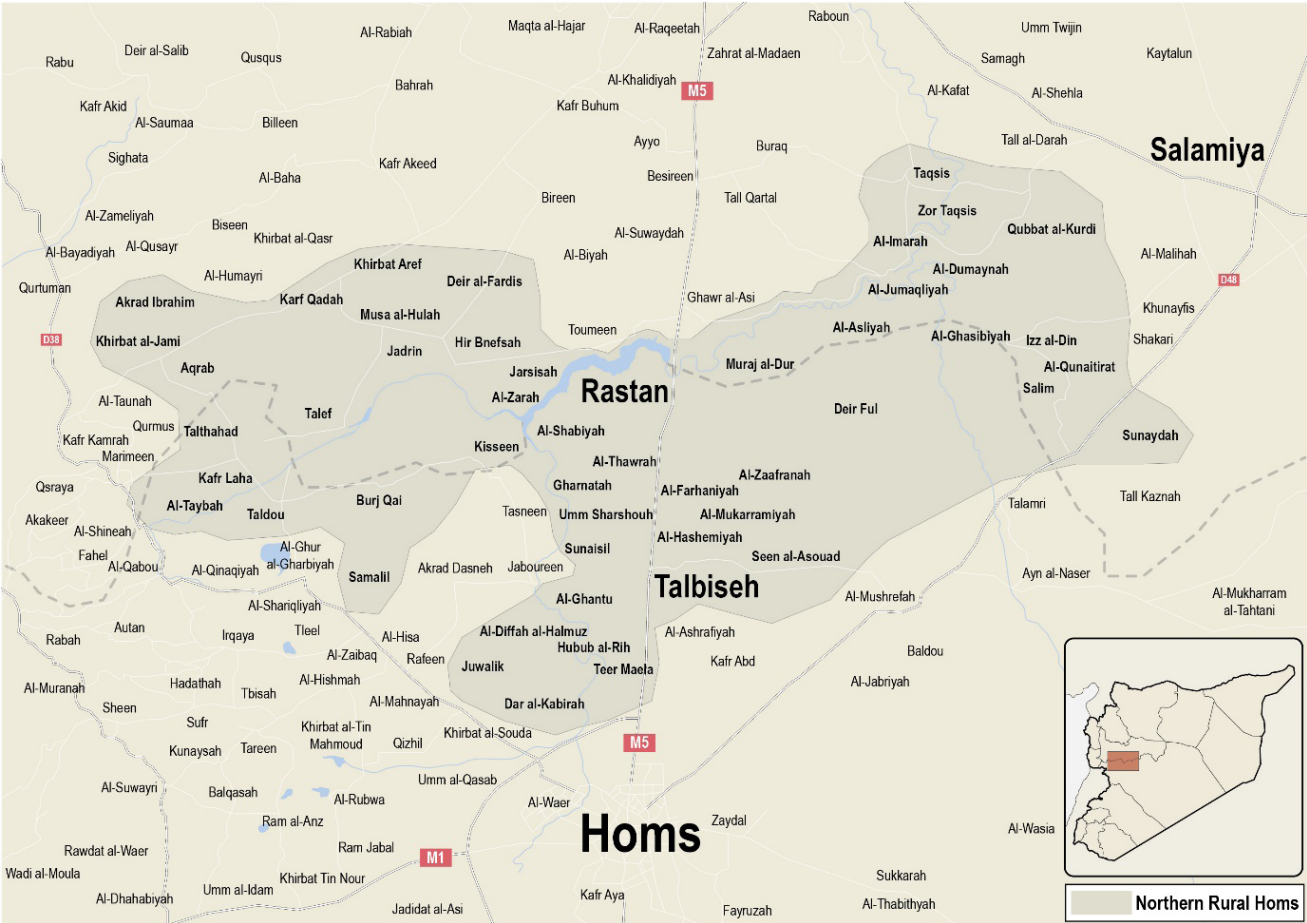 Raboun
Al-Rabiah
Maqta al-Hajar
Al-Raqeetah
Umm Twijin
Deir al-Salib
Rabu
Qusqus
Zahrat al-Madaen
Samagh
Kaytalun
Bahrah
Al-Khalidiyah
M5
Al-Kafat
Al-Shehla
Kafr Akid
Kafr Buhum
Al-Saumaa
Billeen
Ayyo
Buraq
Tall al-Darah
Salamiya
Sighata
Kafr Akeed
Al-Baha
Besireen
Taqsis
Bireen
Tall Qartal
Al-Zameliyah
Biseen
Zor Taqsis
Khirbat al-Qasr
Al-Suwaydah
Qubbat al-Kurdi
Al-Bayadiyah
Al-Qusayr
Al-Biyah
Al-Imarah
Al-Malihah
Al-Humayri
Khirbat Aref
Al-Dumaynah
Qurtuman
Deir al-Fardis
Al-Jumaqliyah
D48
Akrad Ibrahim
Karf Qadah
Ghawr al-Asi
Musa al-Hulah
Khunayfis
Toumeen
Al-Asliyah
D38
Khirbat al-Jami
Hir Bnefsah
Al-Ghasibiyah
Izz al-Din
Shakari
Jadrin
Aqrab
Jarsisah
Muraj al-Dur
Al-Qunaitirat
Rastan
Salim
Al-Taunah
Al-Zarah
Talef
Deir Ful
Qurmus
Talthahad
Al-Shabiyah
Sunaydah
Kafr Kamrah
Kisseen
Marimeen
Al-Thawrah
Kafr Laha
Al-Zaafranah
Qsraya
Gharnatah
Al-Farhaniyah
Tall Kaznah
Al-Taybah
Burj Qai
Talamri
Taldou
Tasneen
Umm Sharshouh
Al-Mukarramiyah
Akakeer
Al-Shineah
Al-Hashemiyah
Fahel
Al-Ghur
al-Gharbiyah
Sunaisil
Seen al-Asouad
Al-Qabou
Al-Qinaqiyah
Samalil
Akrad Dasneh
Jaboureen
Ayn al-Naser
Talbiseh
Al-Shariqliyah
Al-Ghantu
Al-Mushrefah
Al-Mukharram
al-Tahtani
Autan
Irqaya
Tleel
Al-Hisa
Al-Diffah al-Halmuz
Al-Ashrafiyah
Rabah
Hubub al-Rih
Al-Zaibaq
Rafeen
Juwalik
Teer Maela
Kafr Abd
Baldou
Al-Muranah
Hadathah
Tbisah
Al-Hishmah
Al-Jabriyah
Sheen
Al-Mahnayah
Dar al-Kabirah
Sufr
Khirbat al-Tin
Mahmoud
Khirbat al-Souda
Kunaysah
Tareen
Qizhil
M5
Al-Suwayri
Balqasah
Umm al-Qasab
Al-Rubwa
Al-Waer
Ram al-Anz
Homs
Zaydal
Al-Wasia
Rawdat al-Waer
Ram Jabal
M1
Wadi al-Moula
Khirbat Tin Nour
Sukkarah
Al-Dhahabiyah
Umm al-Idam
Kafr Aya
Al-Thabithyah
Jadidat al-Asi
Fayruzah
Northern Rural Homs